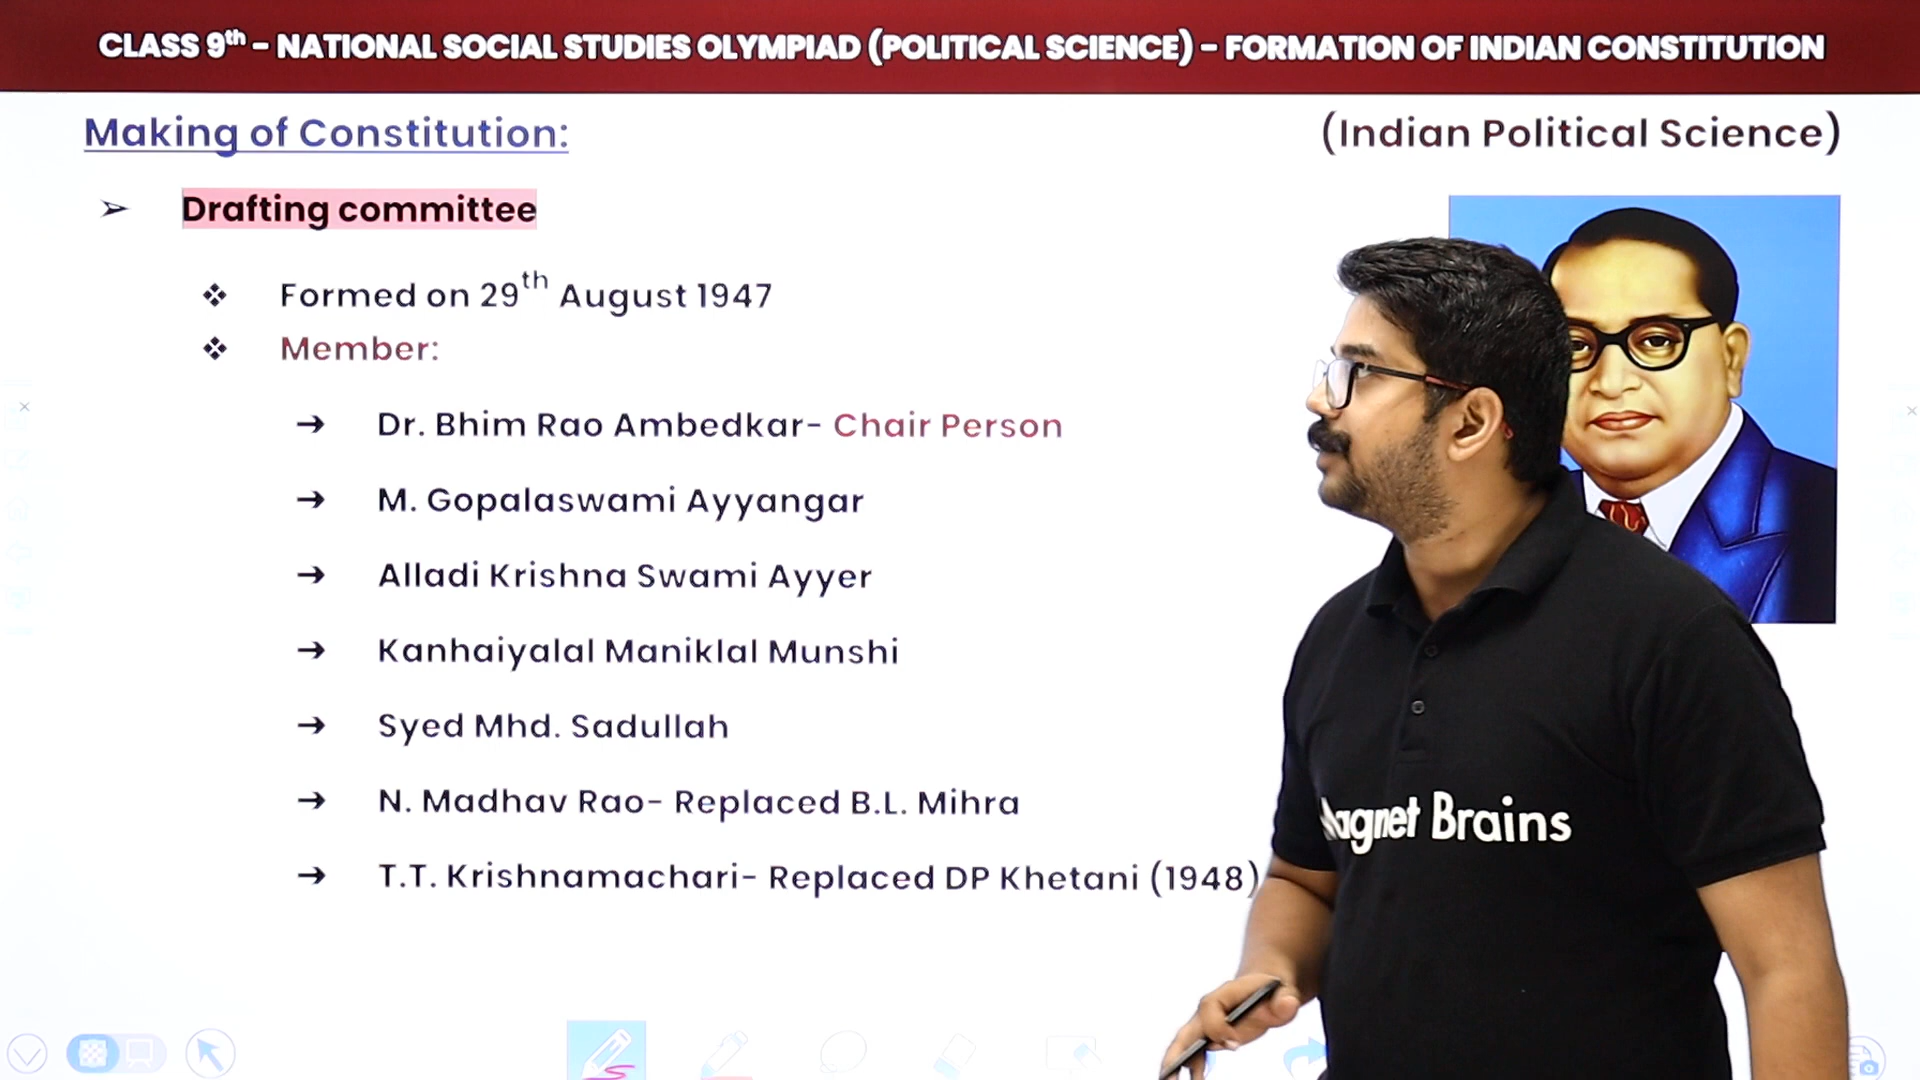 CLASS 9th - NATIONAL SOCIAL STUDIES OLYMPIAD (POLITICAL SCIENCE) - FORMATION OF INDIAN CONSTITUTION
Making of Constitution:
(Indian Political Science)
➢ Drafting committee
❖ Formed on 29th August 1947
❖ Member:
→ Dr. Bhim Rao Ambedkar- Chair Person
→ M. Gopalaswami Ayyangar
→ Alladi Krishna Swami Ayyer
→ Kanhaiyalal Maniklal Munshi
→ Syed Mhd. Sadullah
→ N. Madhav Rao- Replaced B.L. Mihra
→ T.T. Krishnamachari- Replaced DP Khetani (1948)
agnet Brains